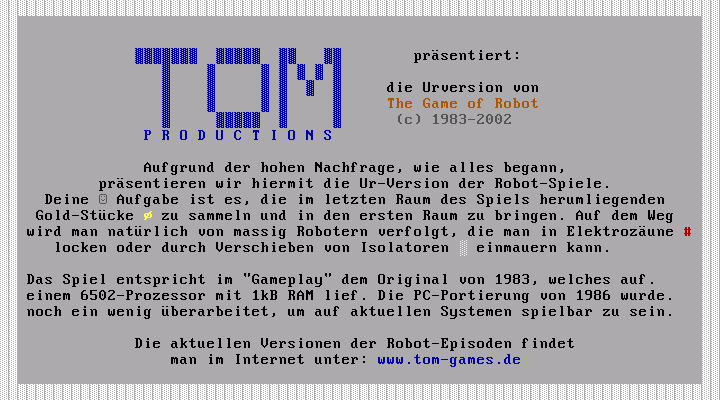 TOM
PRODUCTIONS
präsentiert:
die Urversion von
The Game of Robot
(c) 1983-2002
Aufgrund der hohen Nachfrage, wie alles begann,
präsentieren wir hiermit die Ur-Version der Robot-Spiele.
Deine ☺ Aufgabe ist es, die im letzten Raum des Spiels herumliegenden
Gold-Stücke ø zu sammeln und in den ersten Raum zu bringen. Auf dem Weg
wird man natürlich von massig Robotern verfolgt, die man in Elektrozäune #
locken oder durch Verschieben von Isolatoren ░ einmauern kann.
Das Spiel entspricht im "Gameplay" dem Original von 1983, welches auf.
einem 6502-Prozessor mit 1kB RAM lief. Die PC-Portierung von 1986 wurde.
noch ein wenig überarbeitet, um auf aktuellen Systemen spielbar zu sein.
Die aktuellen Versionen der Robot-Episoden findet
man im Internet unter: www.tom-games.de